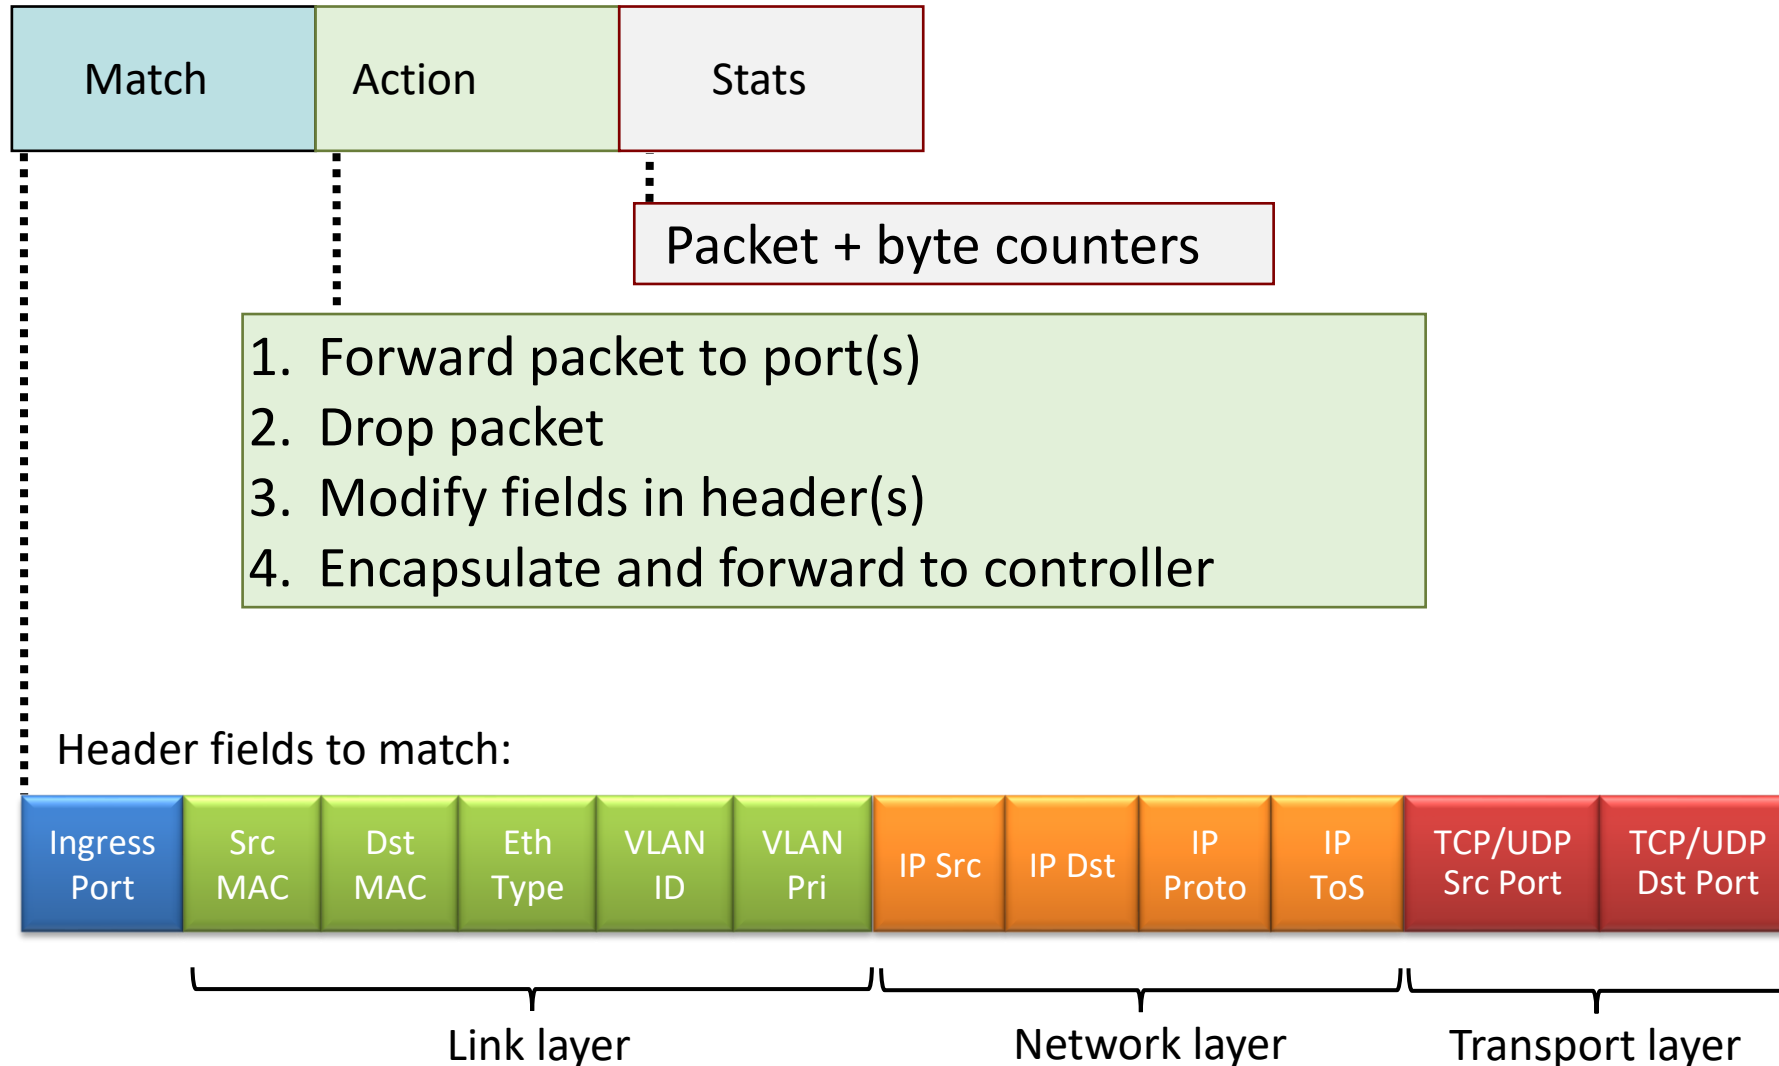 Match
Action
Stats
Packet + byte counters
1. Forward packet to port(s)
2. Drop packet
3. Modify fields in header(s)
4. Encapsulate and forward to controller
Header fields to match:
Ingress
Port
Src
MAC
Dst
MAC
Eth
Type
VLAN
ID
VLAN
Pri
IP Src
IP Dst
IP
Proto
IP
ToS
TCP/UDP
Src Port
TCP/UDP
Dst Port
Link layer
Network layer
Transport layer